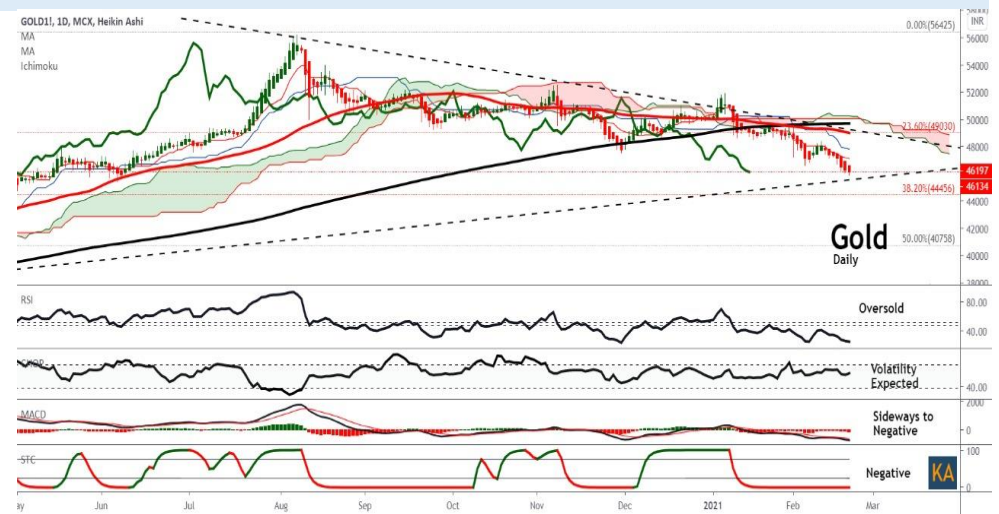 GOLD1!, 1D, MCX, Heikin Ashi
MA
MA
Ichimoku
INR
0.00%(56425)
56000
54000
52000
50000
23.60%(49030)
48000
46197
46134
38.20%(44456)
44000
42000
50.00%(40758)
40000
38000
Gold
Daily
RSI
Oversold
80.00
40.00
CHOP
Volatility
Expected
40.00
MACD
Sideways to
Negative
2000
0
STC
Negative
KA
100
0
Jun Jul Aug Sep Oct Nov Dec 2021 Feb Mar